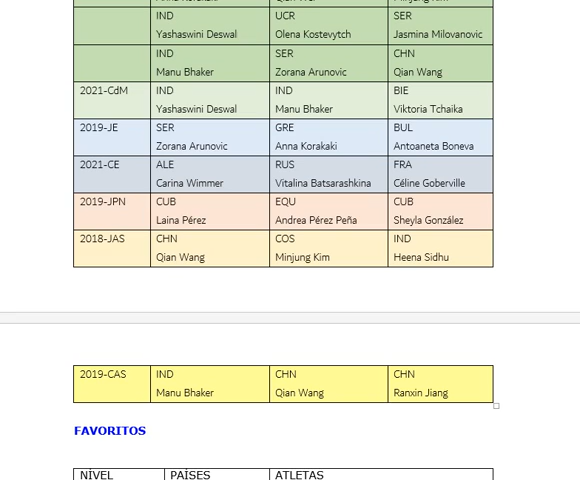 IND UCR SER
Yashaswini Deswal Olena Kostevytch Jasmina Milovanovic
IND SER CHN
Manu Bhaker Zorana Arunovic Qian Wang
2021-CdM IND IND BIE
Yashaswini Deswal Manu Bhaker Viktoria Tchaika
2019-JE SER GRE BUL
Zorana Arunovic Anna Korakaki Antoaneta Boneva
2021-CE ALE RUS FRA
Carina Wimmer Vitalina Batsarashkina Céline Goberville
2019-JPN CUB EQU CUB
Laina Pérez Andrea Pérez Peña Sheyla González
2018-JAS CHN COS IND
Qian Wang Minjung Kim Heena Sidhu
2019-CAS IND CHN CHN
Manu Bhaker Qian Wang Ranxin Jiang
FAVORITOS
NÍVEL PAÍSES ATLETAS